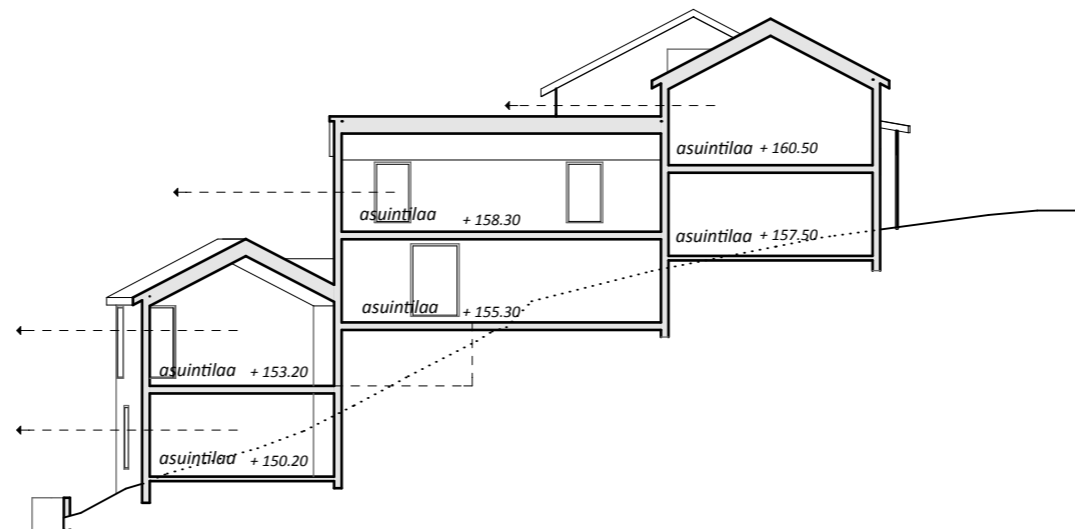 asuintilaa + 160.50
asuintilaa + 158.30
asuintilaa + 157.50
asuintilaa + 155.30
asuintilaa + 153.20
asuintilaa + 150.20